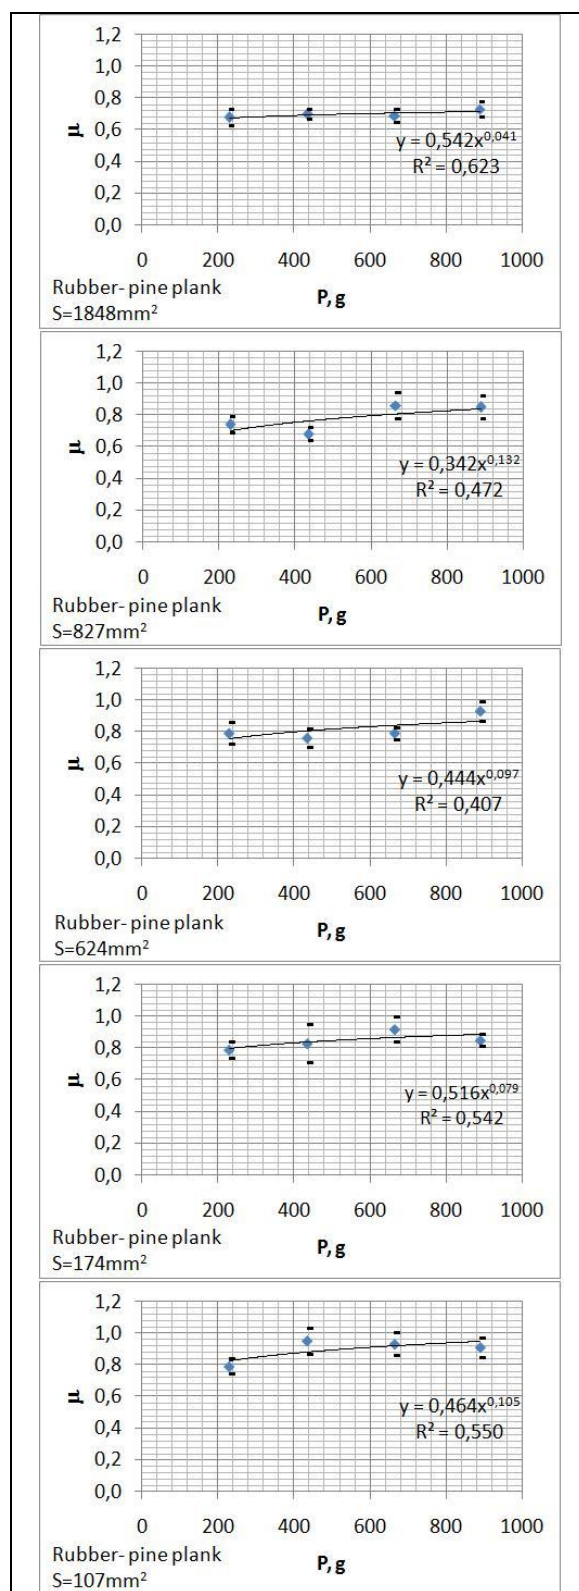 1,2
1,0
0,8
0,6
0,4
0,2
0,0
μ
y = 0,542x^0,041
R² = 0,623
0 200 400 600 800 1000
P, g
Rubber- pine plank
S=1848mm²
1,2
1,0
0,8
0,6
0,4
0,2
0,0
μ
y = 0,342x^0,132
R² = 0,472
0 200 400 600 800 1000
P, g
Rubber- pine plank
S=827mm²
1,2
1,0
0,8
0,6
0,4
0,2
0,0
μ
y = 0,444x^0,097
R² = 0,407
0 200 400 600 800 1000
P, g
Rubber- pine plank
S=624mm²
1,2
1,0
0,8
0,6
0,4
0,2
0,0
μ
y = 0,516x^0,079
R² = 0,542
0 200 400 600 800 1000
P, g
Rubber- pine plank
S=174mm²
1,2
1,0
0,8
0,6
0,4
0,2
0,0
μ
y = 0,464x^0,105
R² = 0,550
0 200 400 600 800 1000
P, g
Rubber- pine plank
S=107mm²